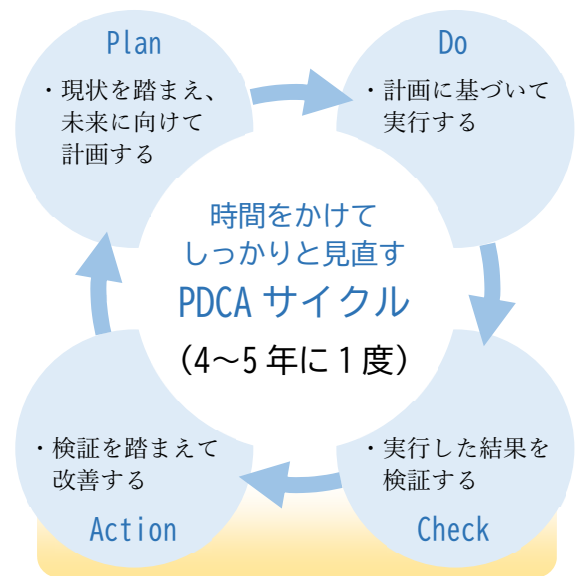 Plan
・現状を踏まえ、
未来に向けて
計画する
Do
・計画に基づいて
実行する
時間をかけて
しっかりと見直す
PDCA サイクル
（4～5 年に 1 度）
・検証を踏まえて
改善する
Action
・実行した結果を
検証する
Check